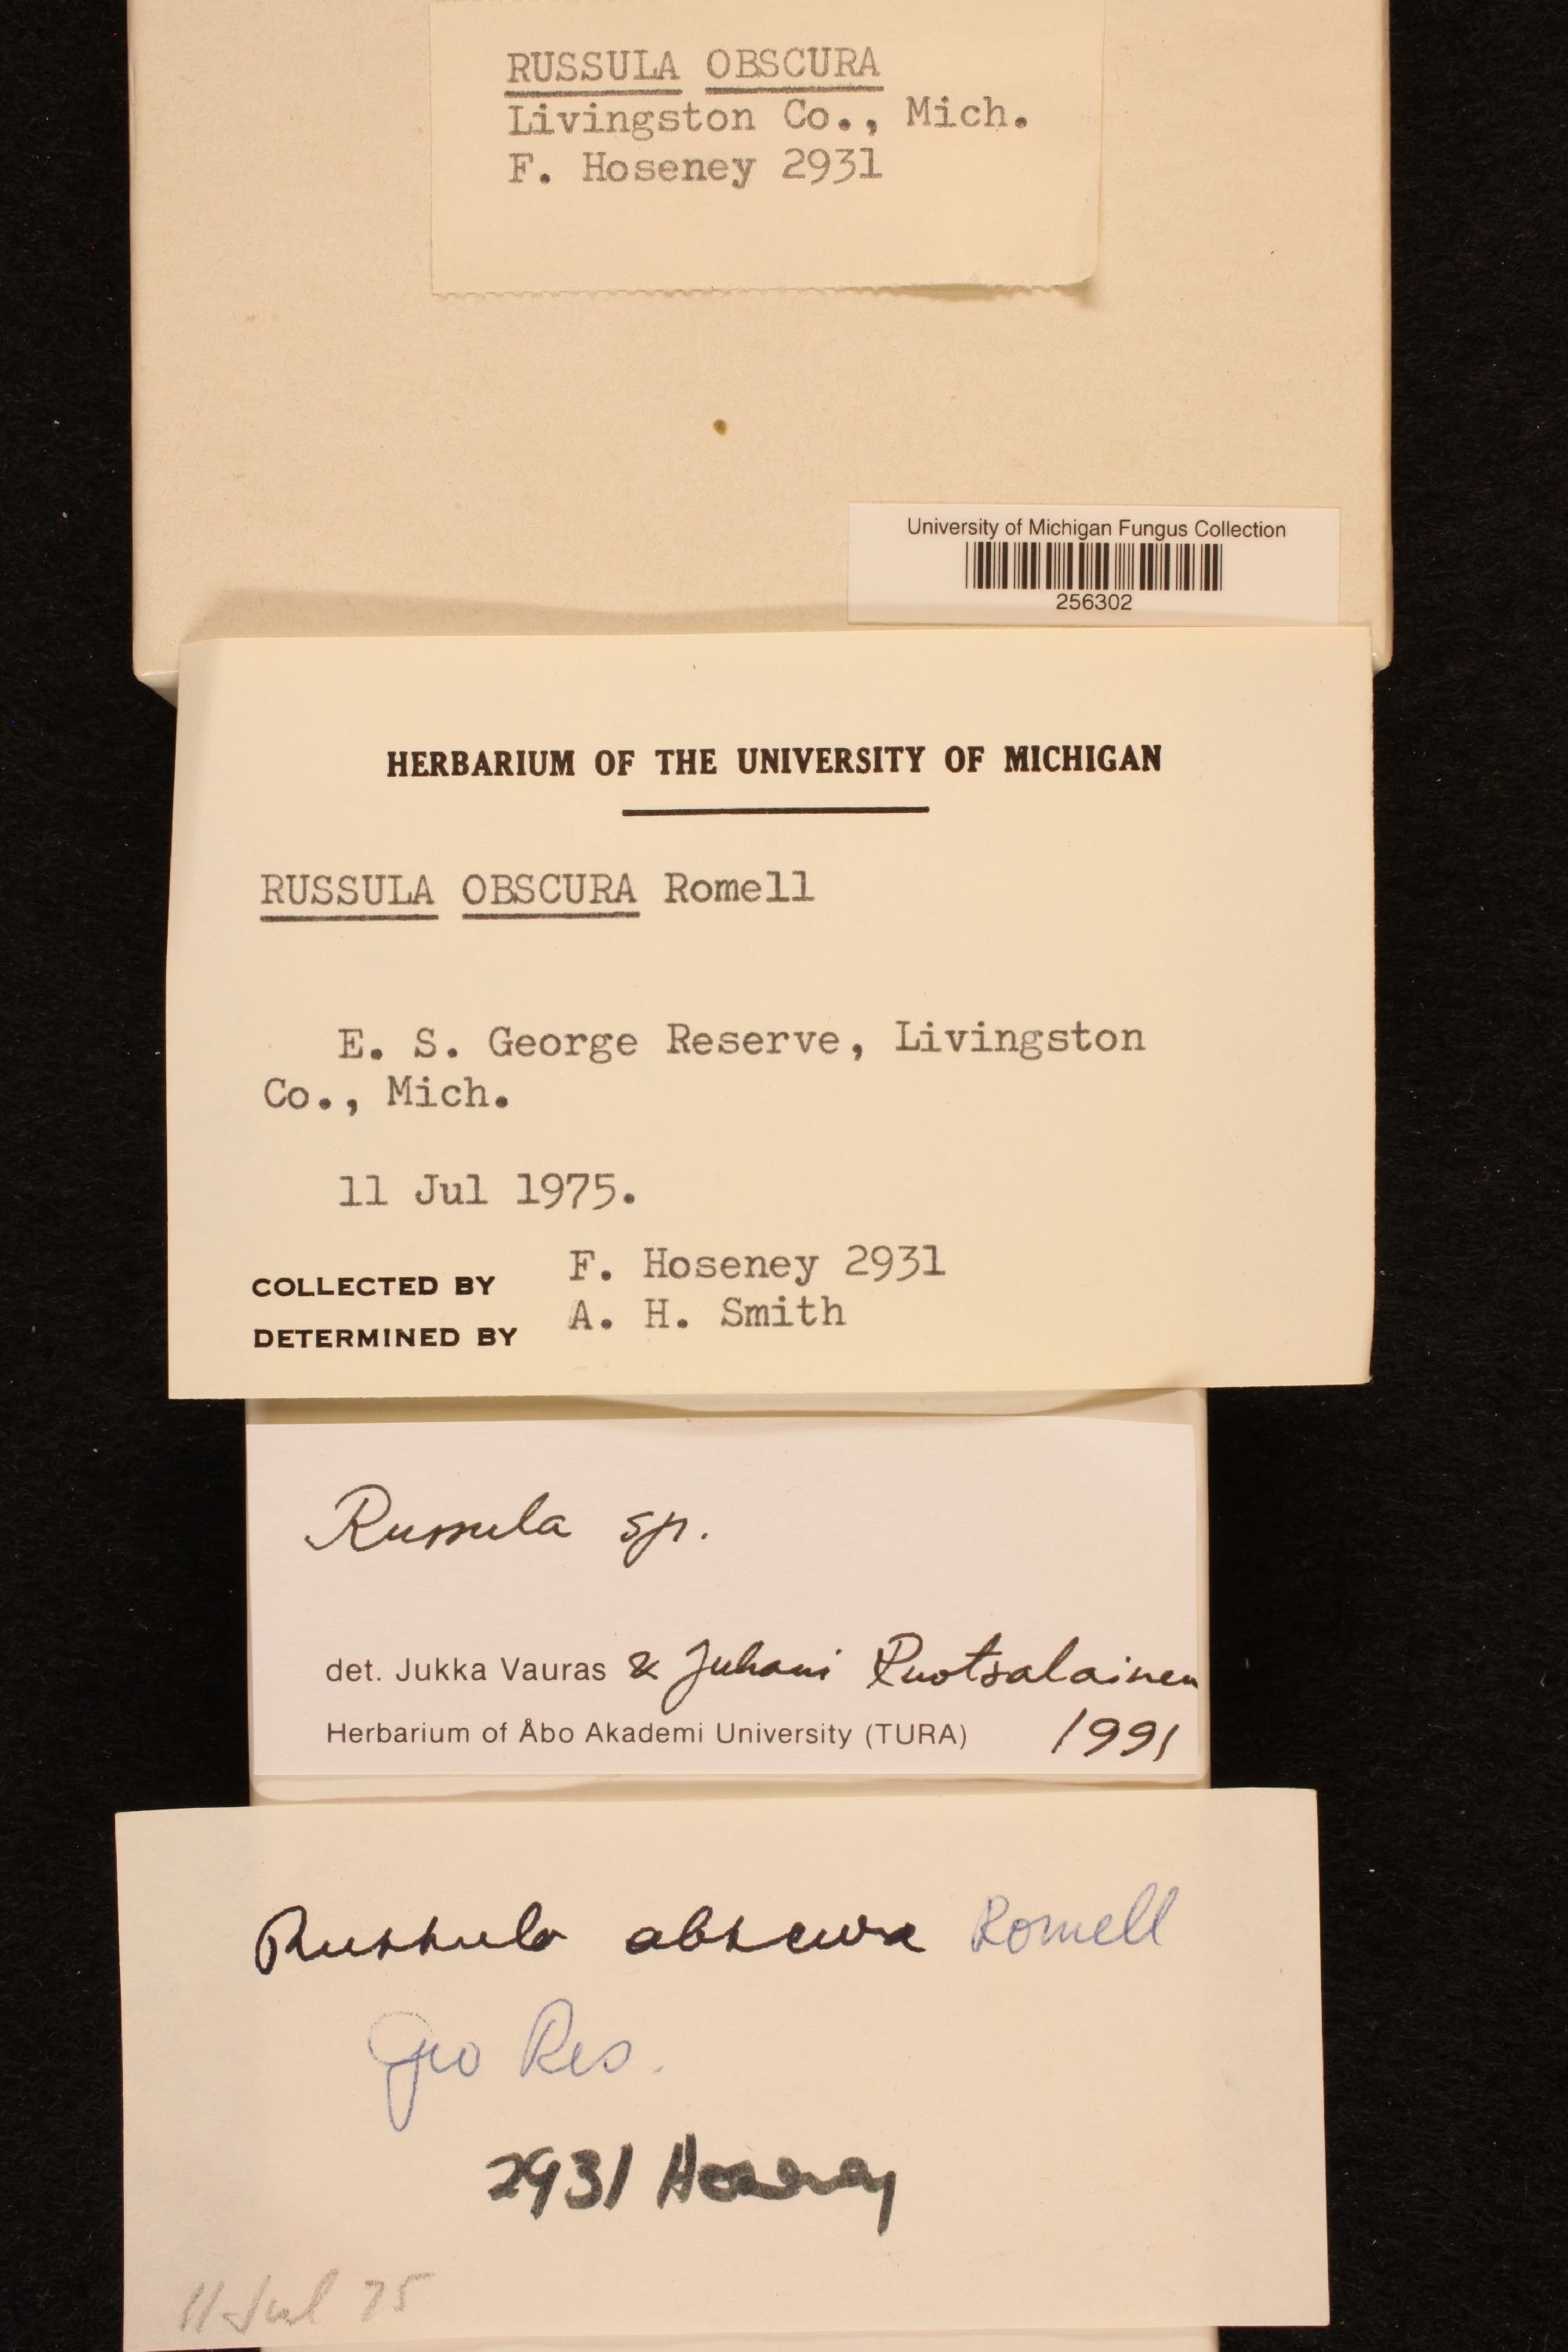 RUSSULA OBSCURA
Livingston Co., Mich.
F. Hoseney 2931
University of Michigan Fungus Collection
256302
HERBARIUM OF THE UNIVERSITY OF MICHIGAN
RUSSULA OBSCURA Romell
E. S. George Reserve, Livingston
Co., Mich.
11 Jul 1975.
COLLECTED BY F. Hoseney 2931
DETERMINED BY A. H. Smith
Russula sp.
det. Jukka Vauras & Juhani Ruotsalainen
Herbarium of Åbo Akademi University (TURA) 1991
Russula obscura Romell
Geo Res.
2931 Hoseney
11 Jul 75